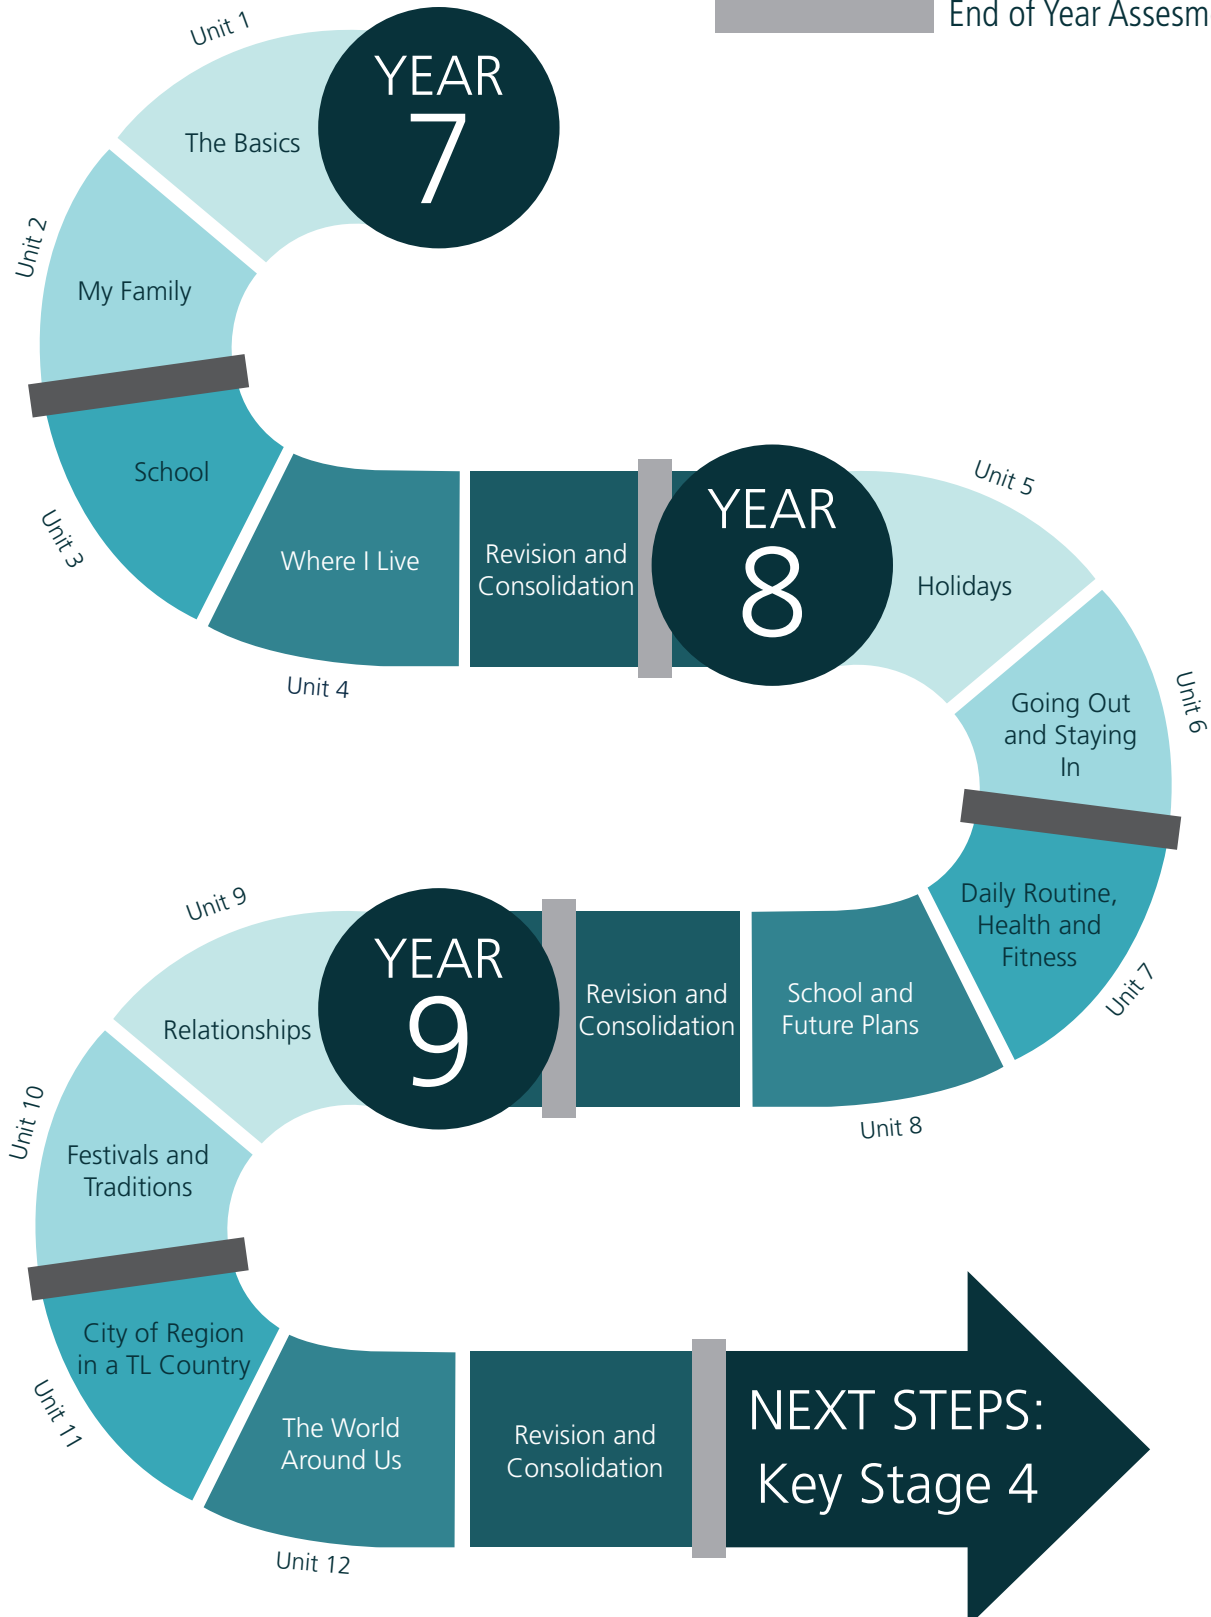 End of Year Assesm
Unit 1
YEAR
7
The Basics
Unit 2
My Family
School
Unit 3
Where I Live
Unit 4
Revision and
Consolidation
YEAR
8
Unit 5
Holidays
Unit 6
Going Out
and Staying
In
Daily Routine,
Health and
Fitness
Unit 7
School and
Future Plans
Unit 8
Revision and
Consolidation
YEAR
9
Unit 9
Relationships
Unit 10
Festivals and
Traditions
City of Region
in a TL Country
Unit 11
The World
Around Us
Unit 12
Revision and
Consolidation
NEXT STEPS:
Key Stage 4